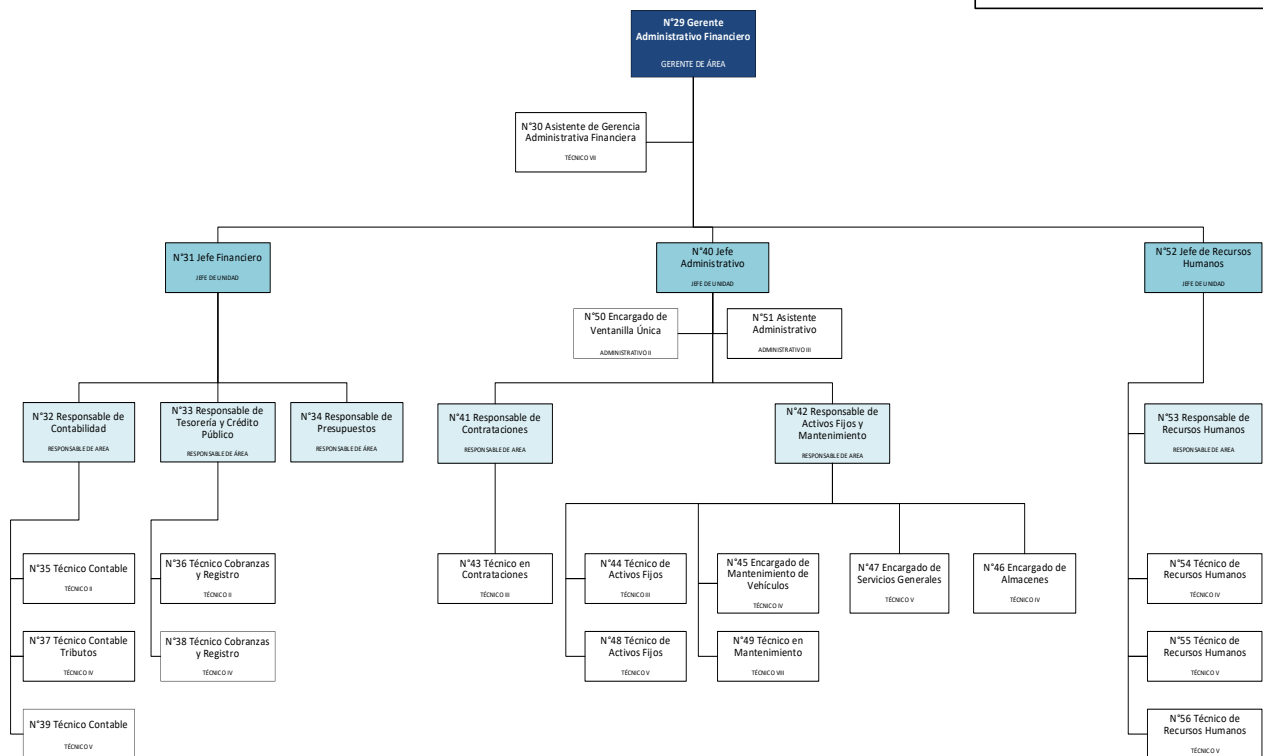 N°29 Gerente
Administrativo Financiero
GERENTE DE ÁREA
N°30 Asistente de Gerencia
Administrativa Financiera
TÉCNICO VII
N°31 Jefe Financiero
JEFE DE UNIDAD
N°40 Jefe
Administrativo
JEFE DE UNIDAD
N°52 Jefe de Recursos
Humanos
JEFE DE UNIDAD
N°50 Encargado de
Ventanilla Única
ADMINISTRATIVO II
N°51 Asistente
Administrativo
ADMINISTRATIVO III
N°32 Responsable de
Contabilidad
RESPONSABLE DE AREA
N°33 Responsable de
Tesorería y Crédito
Público
RESPONSABLE DE ÁREA
N°34 Responsable de
Presupuestos
RESPONSABLE DE ÁREA
N°41 Responsable de
Contrataciones
RESPONSABLE DE AREA
N°42 Responsable de
Activos Fijos y
Mantenimiento
RESPONSABLE DE AREA
N°53 Responsable de
Recursos Humanos
RESPONSABLE DE AREA
N°35 Técnico Contable
TÉCNICO II
N°36 Técnico Cobranzas
y Registro
TÉCNICO II
N°43 Técnico en
Contrataciones
TÉCNICO III
N°44 Técnico de
Activos Fijos
TÉCNICO III
N°45 Encargado de
Mantenimiento de
Vehículos
TÉCNICO IV
N°47 Encargado de
Servicios Generales
TÉCNICO V
N°46 Encargado de
Almacenes
TÉCNICO IV
N°54 Técnico de
Recursos Humanos
TÉCNICO IV
N°37 Técnico Contable
Tributos
TÉCNICO IV
N°38 Técnico Cobranzas
y Registro
TÉCNICO IV
N°48 Técnico de
Activos Fijos
TÉCNICO V
N°49 Técnico en
Mantenimiento
TÉCNICO VIII
N°55 Técnico de
Recursos Humanos
TÉCNICO V
N°39 Técnico Contable
TÉCNICO V
N°56 Técnico de
Recursos Humanos
TÉCNICO V